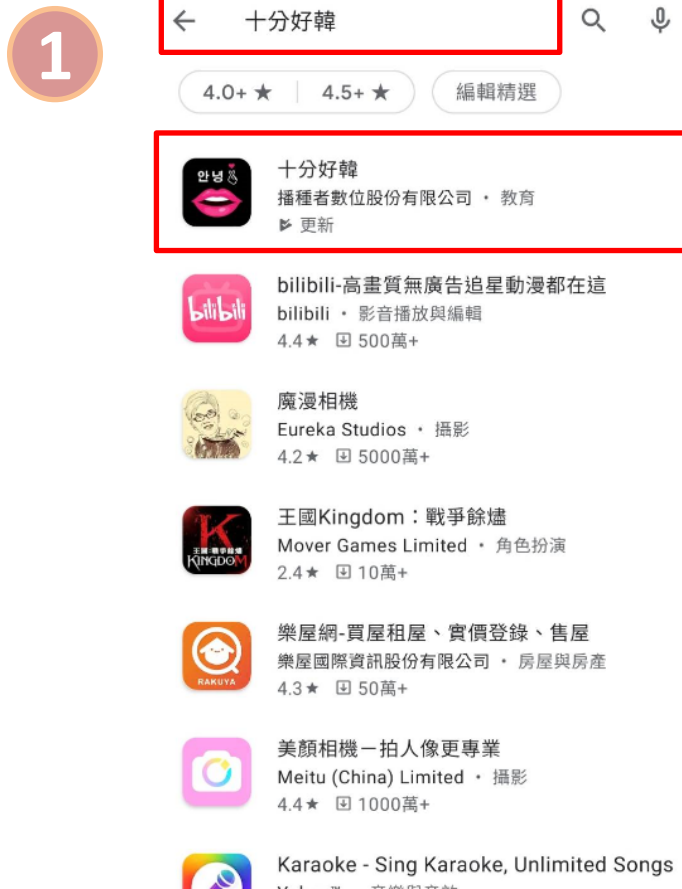 1
十分好韓
4.0+ ★
4.5+ ★
編輯精選
안녕
十分好韓
播種者數位股份有限公司 • 教育
更新
bilibili
bilibili-高畫質無廣告追星動漫都在這
bilibili • 影音播放與編輯
4.4★ 500萬+
魔漫相機
Eureka Studios • 攝影
4.2★ 5000萬+
K
王國:戰爭餘燼
KINGDOM
王國Kingdom：戰爭餘燼
Mover Games Limited • 角色扮演
2.4★ 10萬+
RAKUYA
樂屋網-買屋租屋、實價登錄、售屋
樂屋國際資訊股份有限公司 • 房屋與房產
4.3★ 50萬+
美顏相機－拍人像更專業
Meitu (China) Limited • 攝影
4.4★ 1000萬+
Karaoke - Sing Karaoke, Unlimited Songs